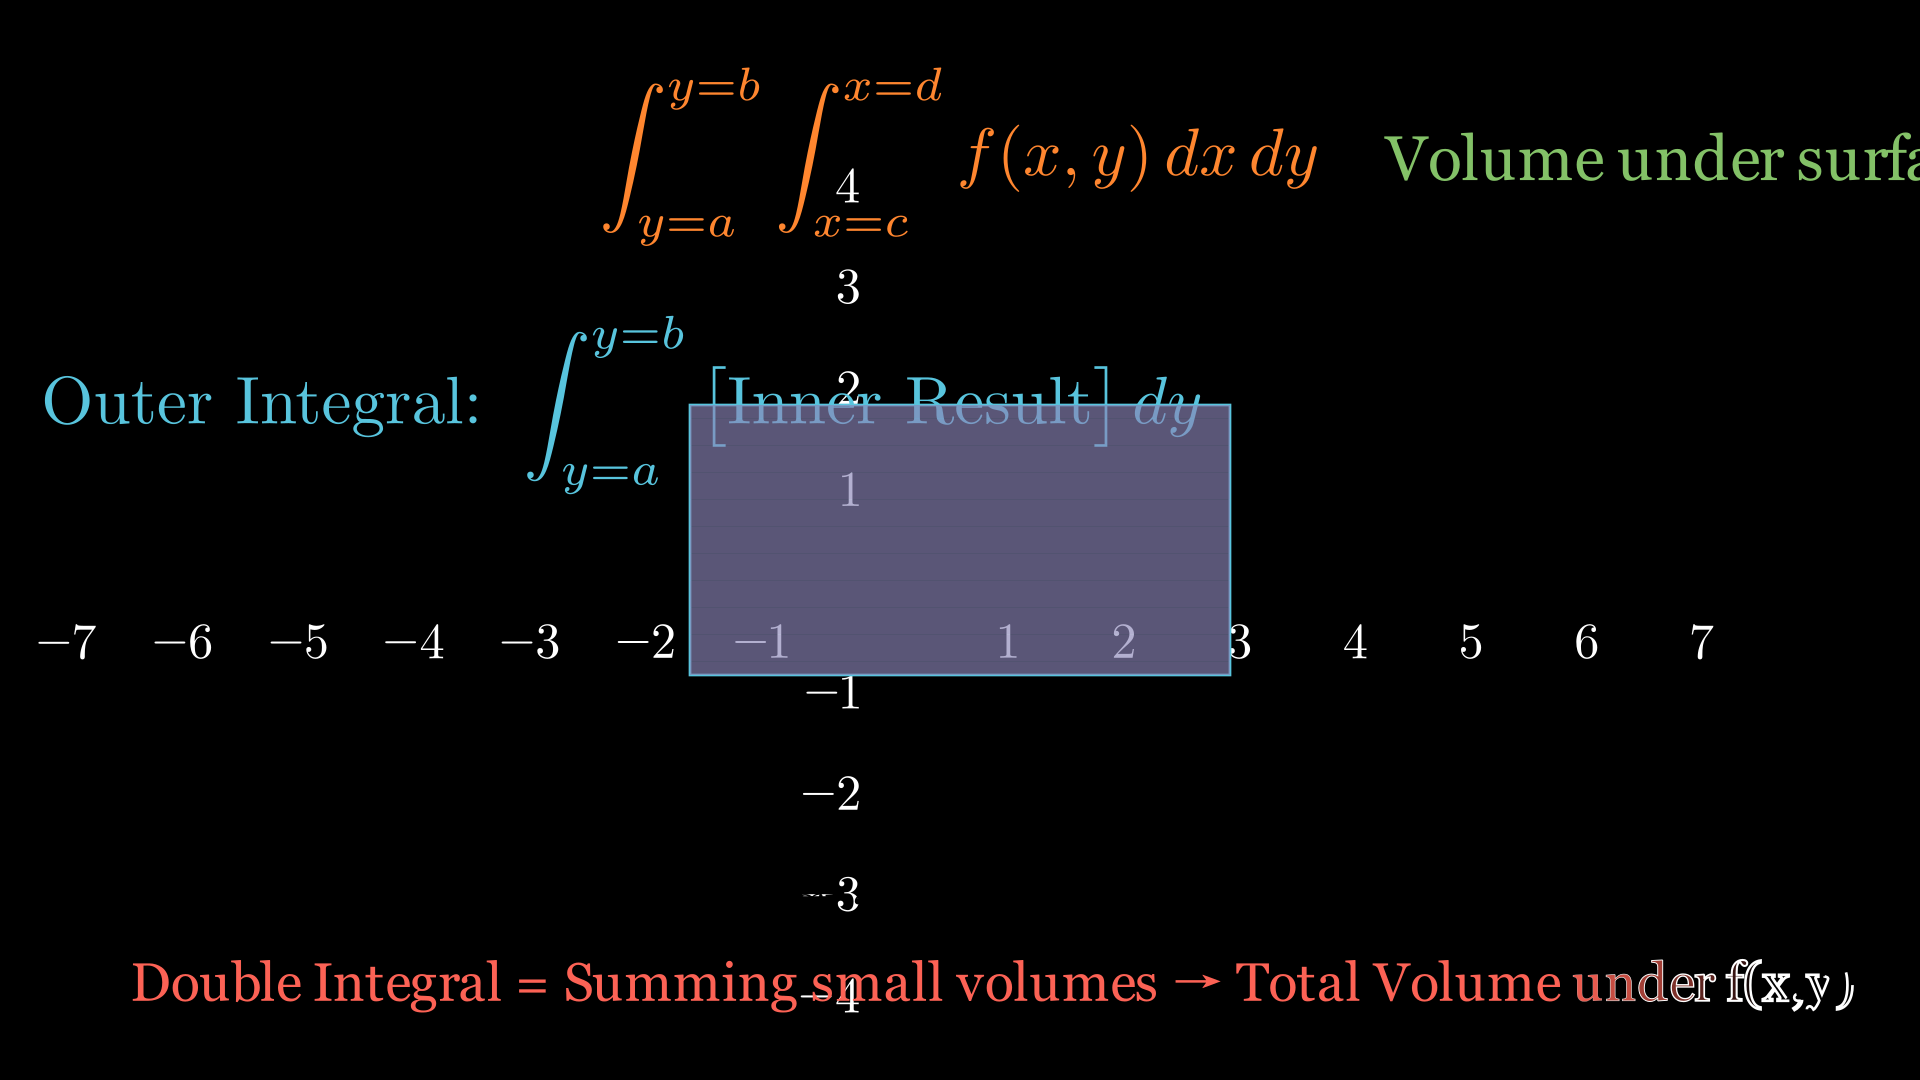 ∫_{y=a}^{y=b} ∫_{x=c}^{x=d} f(x, y) dx dy Volume under surfa
4
3
Outer Integral: ∫_{y=a}^{y=b} [Inner Result] dy
2
1
−7 −6 −5 −4 −3 −2 −1 1 2 3 4 5 6 7
−1
−2
−3
Double Integral = Summing small volumes → Total Volume under f(x,y)
−4